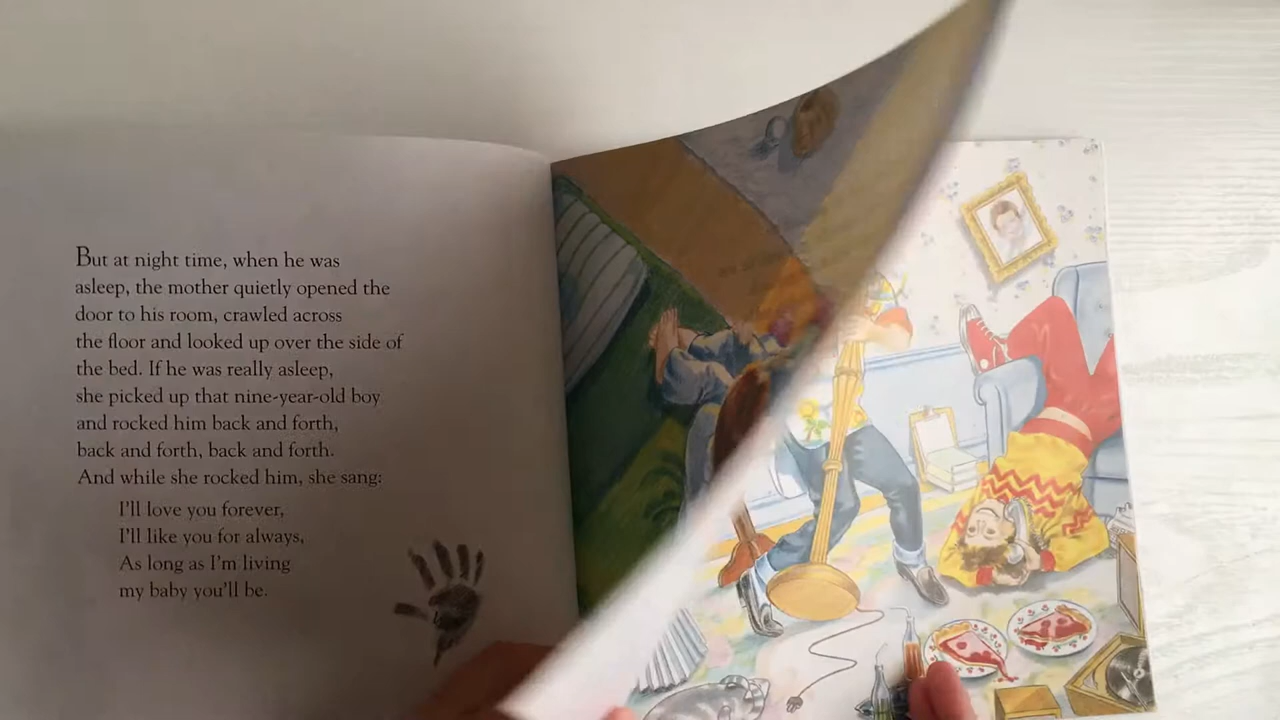 But at night time, when he was
asleep, the mother quietly opened the
door to his room, crawled across
the floor and looked up over the side of
the bed. If he was really asleep,
she picked up that nine-year-old boy
and rocked him back and forth,
back and forth, back and forth.
And while she rocked him, she sang:
I'll love you forever,
I'll like you for always,
As long as I'm living
my baby you'll be.